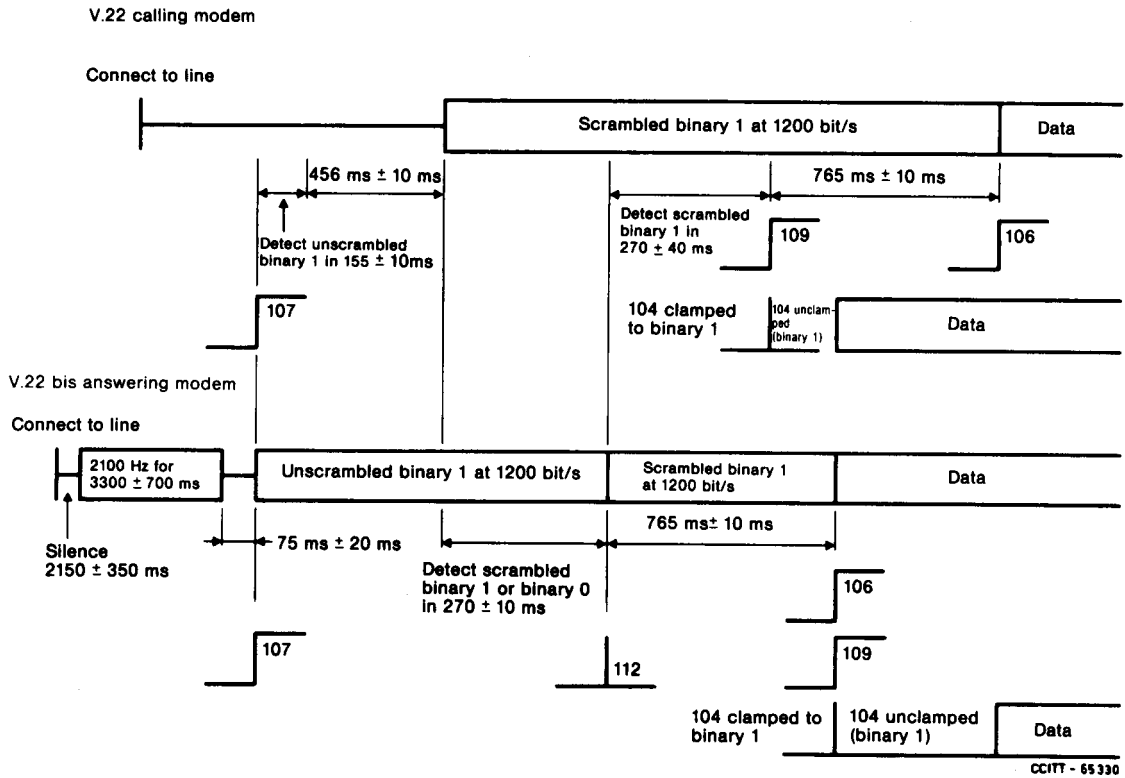 V.22 calling modem
Connect to line
Scrambled binary 1 at 1200 bit/s
Data
456 ms ± 10 ms
765 ms ± 10 ms
Detect unscrambled
binary 1 in 155 ± 10ms
Detect scrambled
binary 1 in
270 ± 40 ms
109
106
107
104 clamped
to binary 1
104 unclam-
ped
(binary 1)
Data
V.22 bis answering modem
Connect to line
2100 Hz for
3300 ± 700 ms
Unscrambled binary 1 at 1200 bit/s
Scrambled binary 1
at 1200 bit/s
Data
Silence
2150 ± 350 ms
75 ms ± 20 ms
765 ms± 10 ms
Detect scrambled
binary 1 or binary 0
in 270 ± 10 ms
106
107
112
109
104 clamped to
binary 1
104 unclamped
(binary 1)
Data
CCITT - 65330